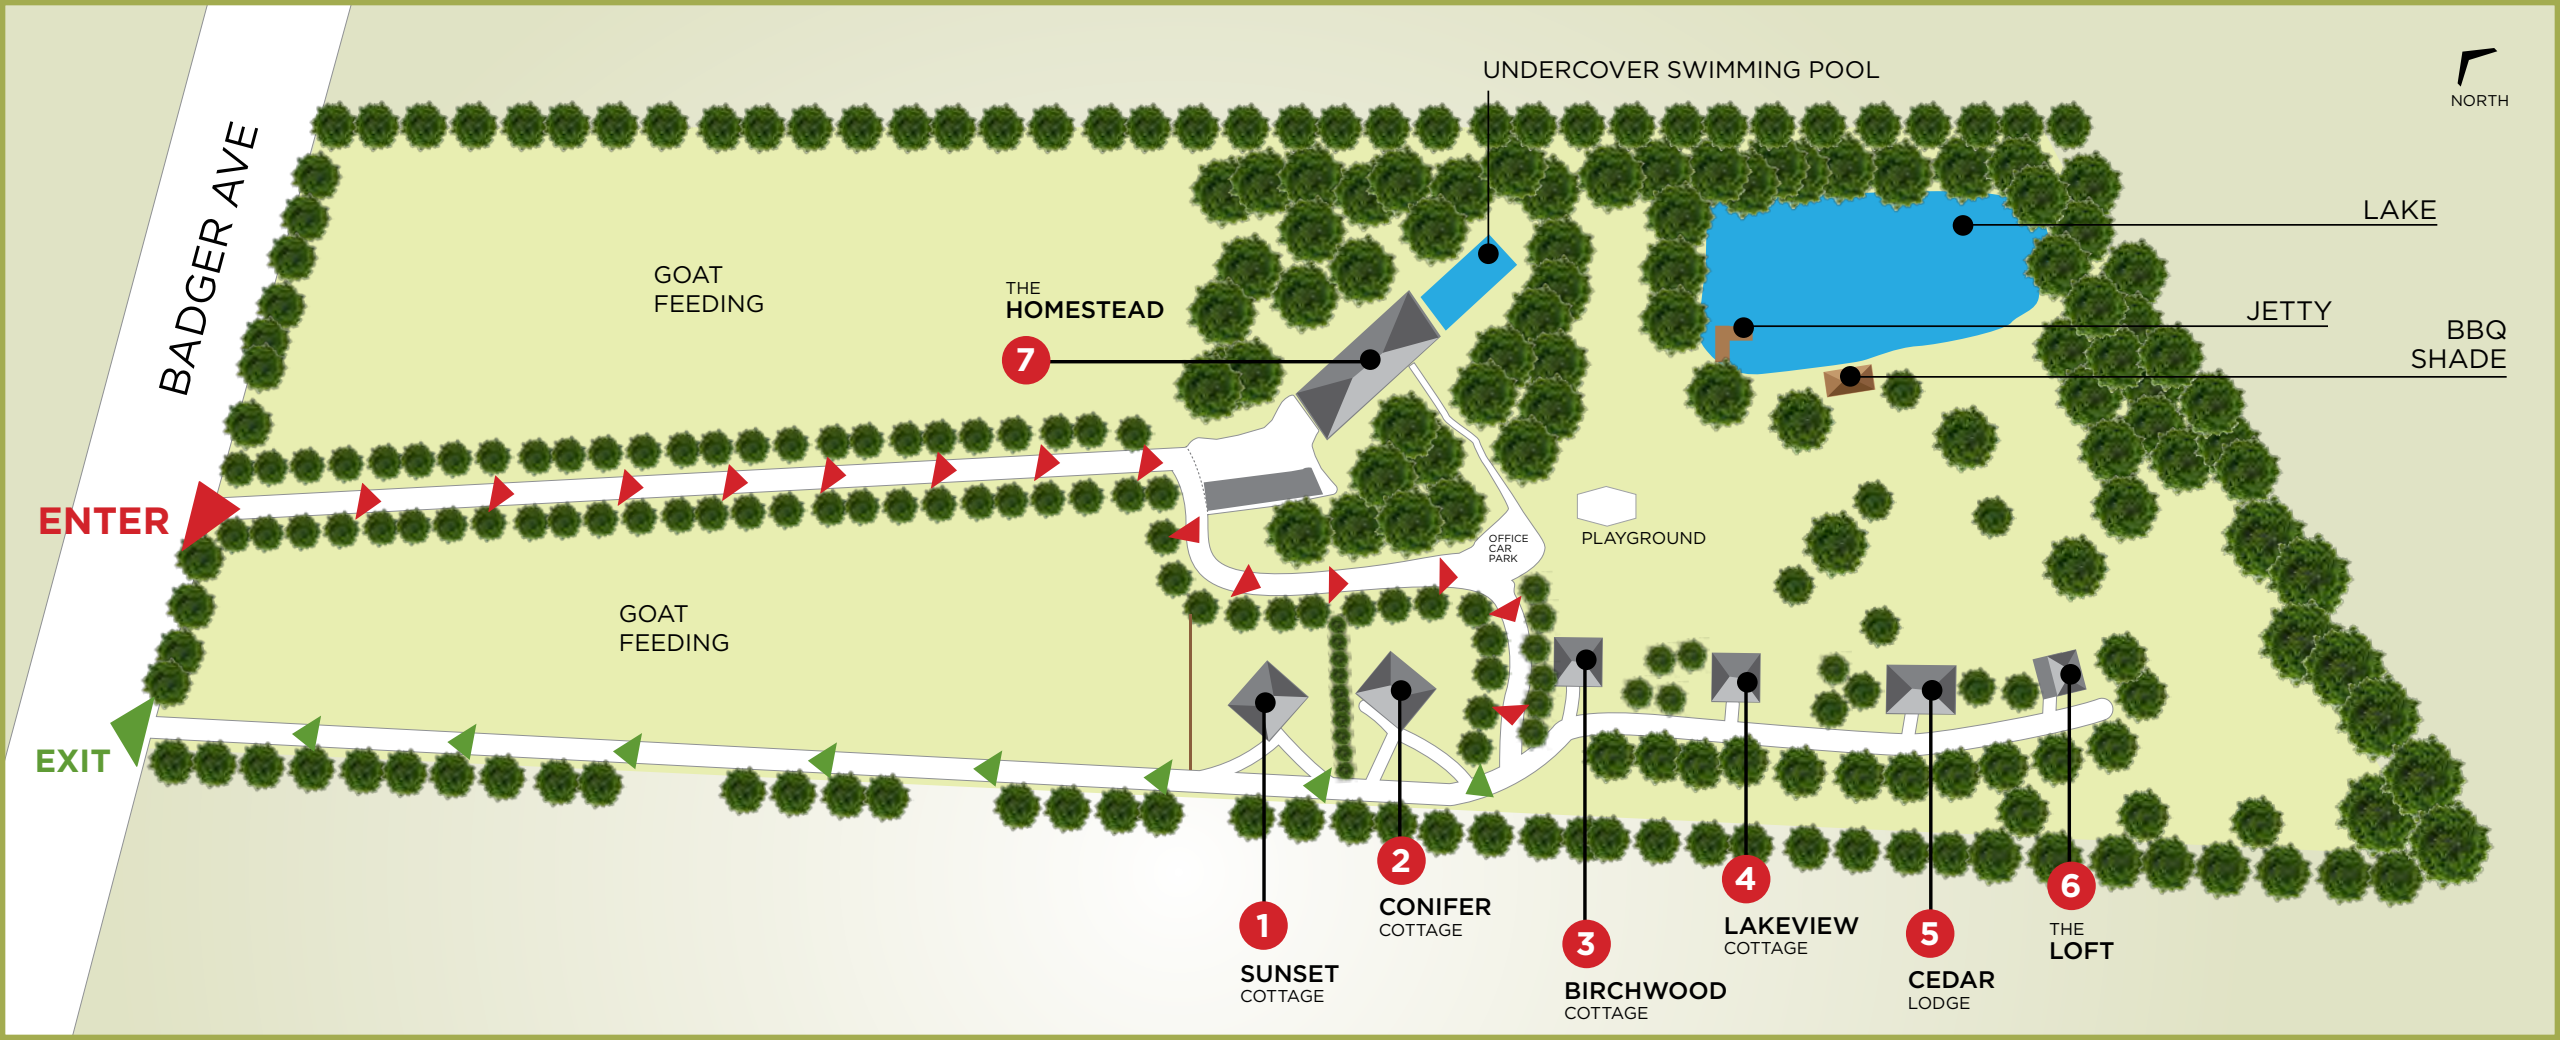 UNDERCOVER SWIMMING POOL
NORTH
BADGER AVE
LAKE
GOAT
FEEDING
THE
HOMESTEAD
7
JETTY
BBQ
SHADE
ENTER
OFFICE
CAR
PARK
PLAYGROUND
GOAT
FEEDING
EXIT
1
SUNSET
COTTAGE
2
CONIFER
COTTAGE
3
BIRCHWOOD
COTTAGE
4
LAKEVIEW
COTTAGE
5
CEDAR
LODGE
6
THE
LOFT